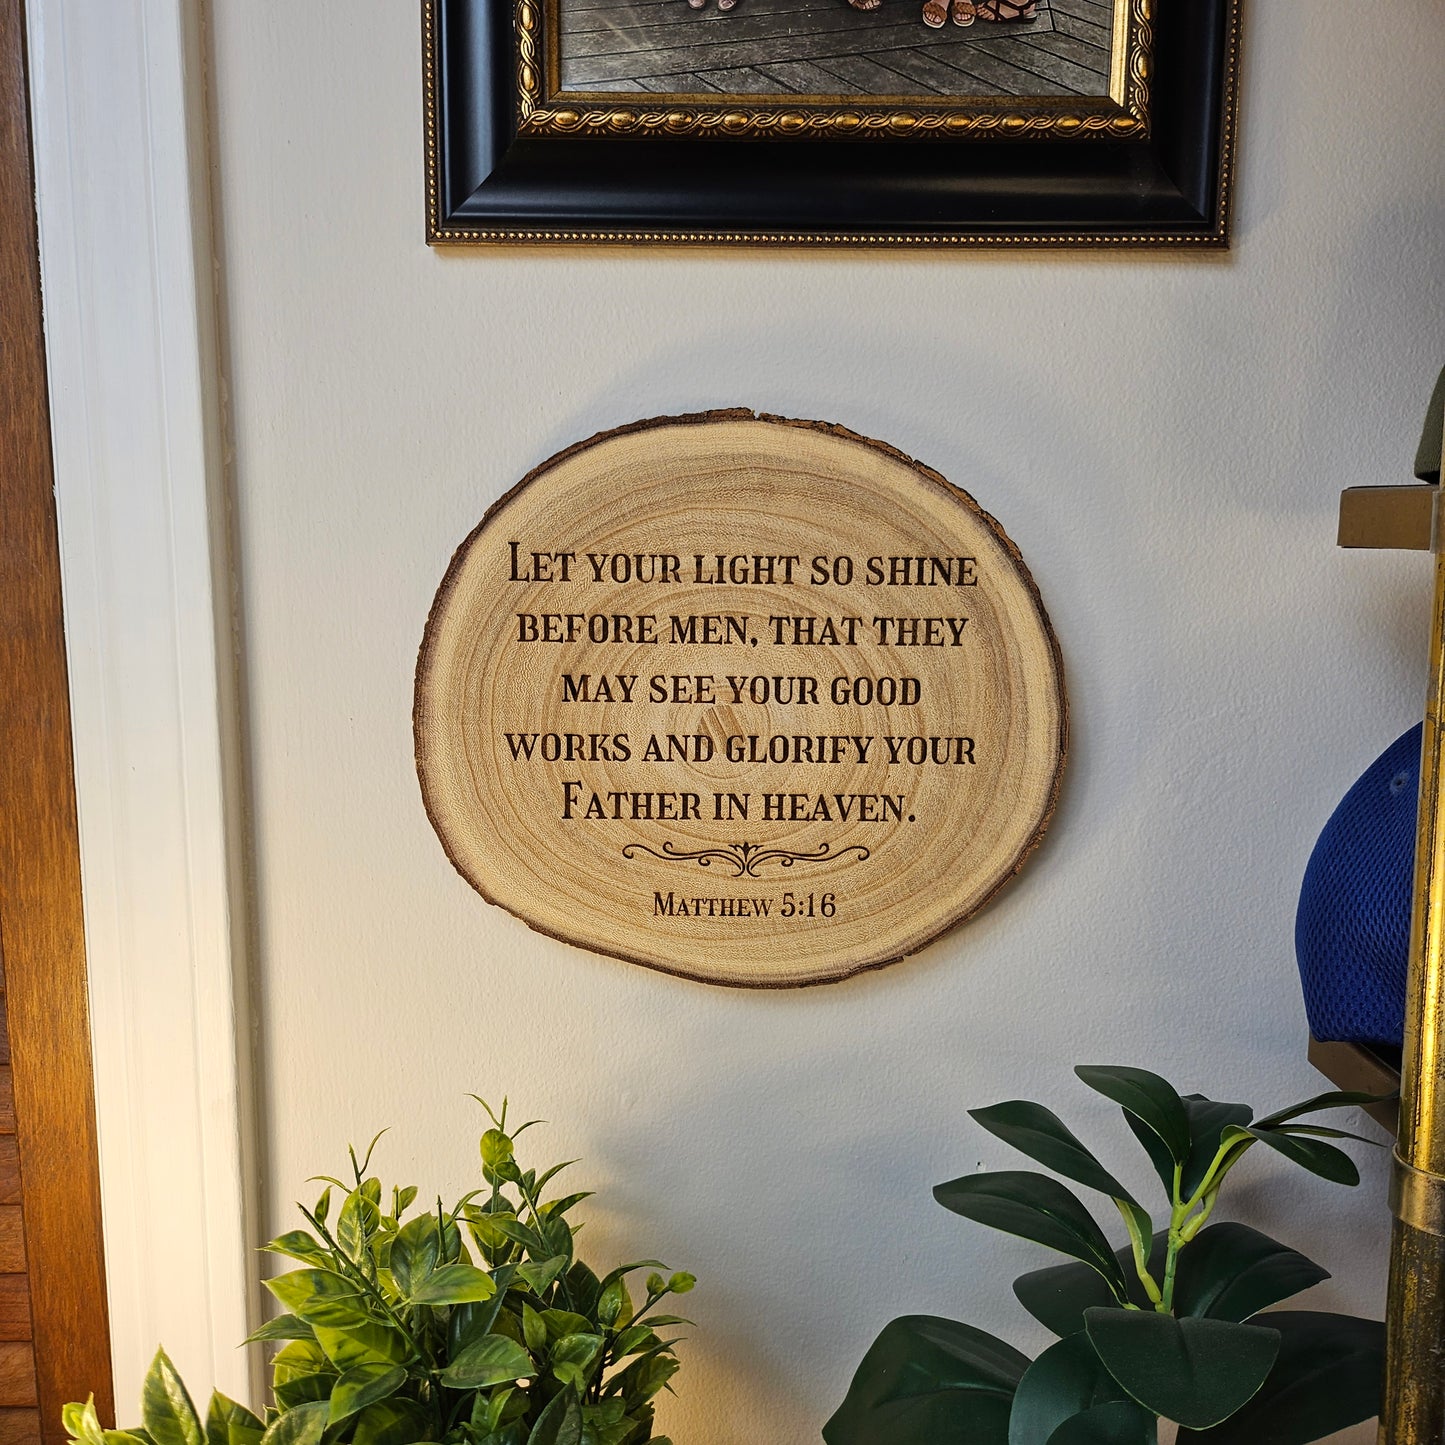 Let your light so shine
before men, that they
may see your good
works and glorify your
Father in heaven.
Matthew 5:16